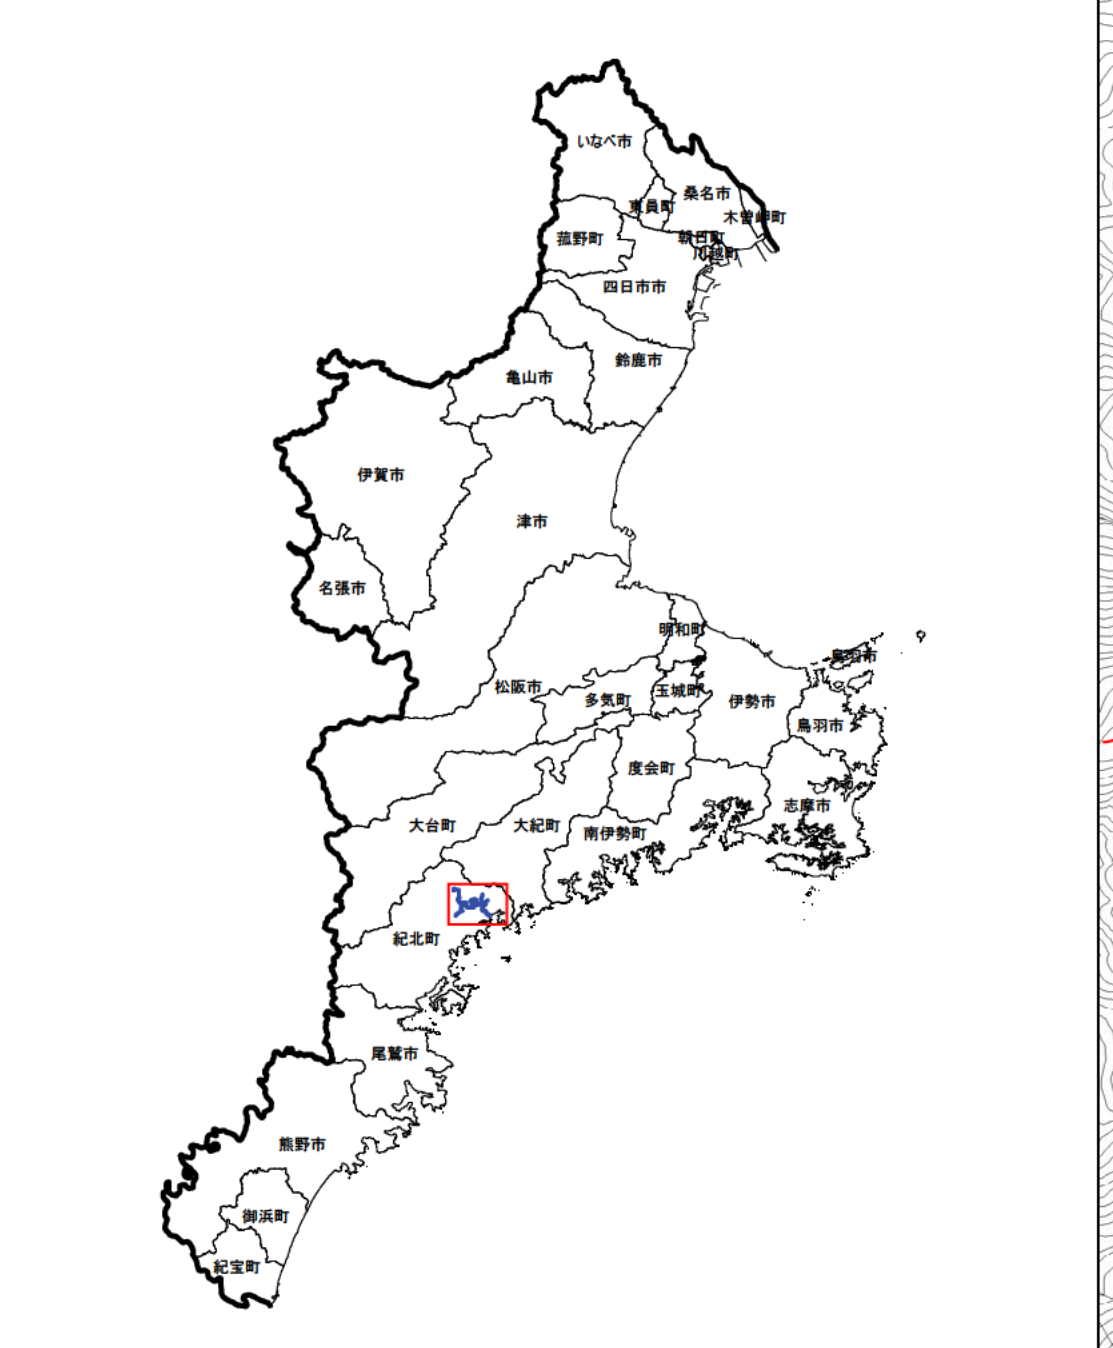 いなべ市
桑名市
東員町
木曽岬町
菰野町
朝日町
川越町
四日市市
鈴鹿市
亀山市
伊賀市
津市
名張市
明和町
鳥羽市
松阪市
多気町
玉城町
伊勢市
鳥羽市
度会町
志摩市
大台町
大紀町
南伊勢町
紀北町
尾鷲市
熊野市
御浜町
紀宝町